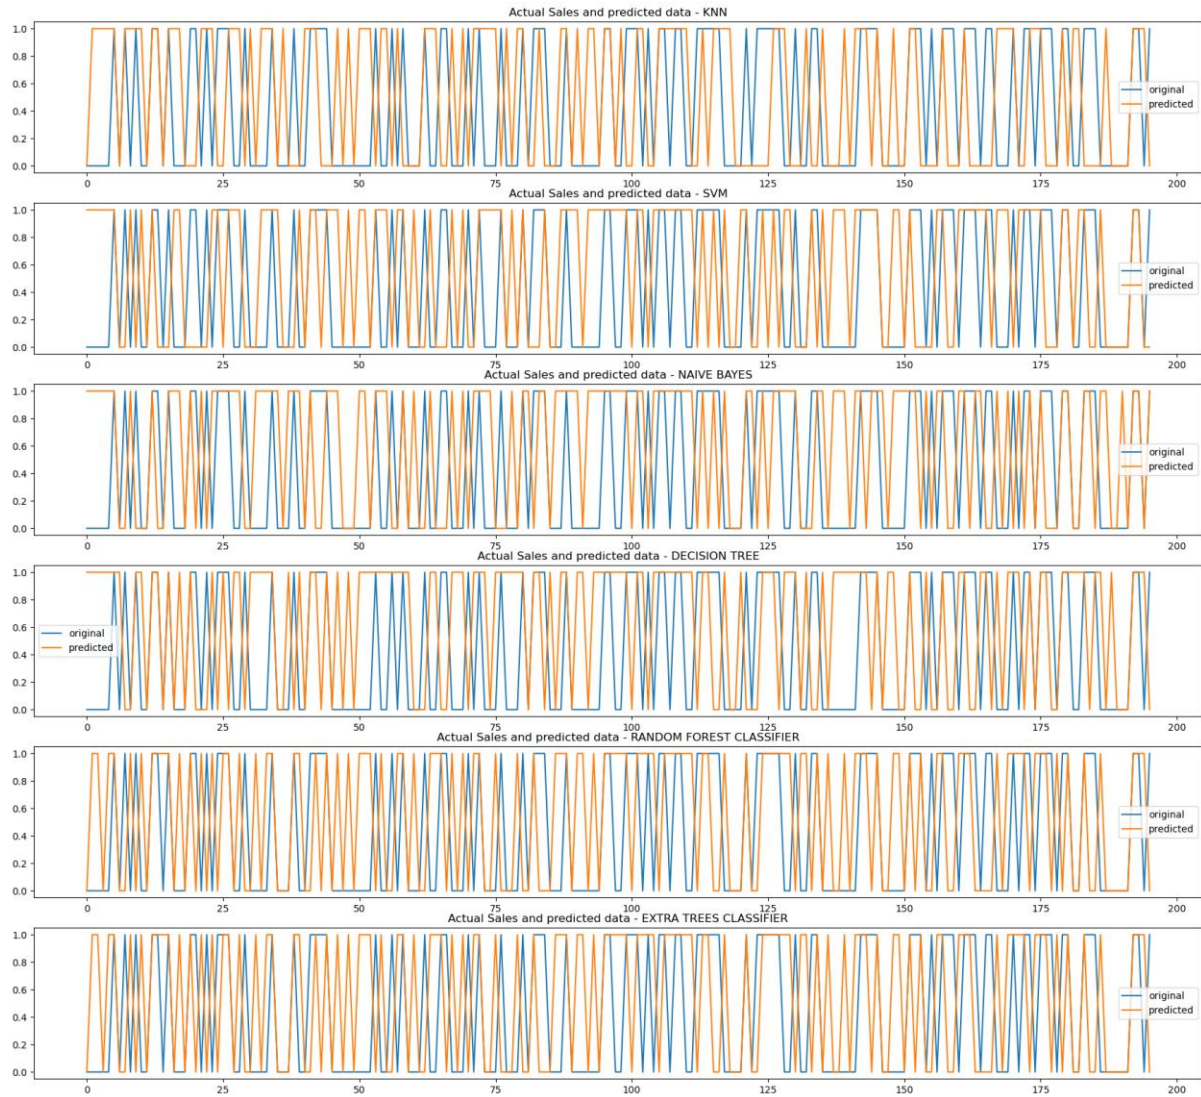 Actual Sales and predicted data - KNN
1.0
0.8
0.6
0.4
0.2
0.0
original
predicted
0 25 50 75 100 125 150 175 200
Actual Sales and predicted data - SVM
1.0
0.8
0.6
0.4
0.2
0.0
original
predicted
0 25 50 75 100 125 150 175 200
Actual Sales and predicted data - NAIVE BAYES
1.0
0.8
0.6
0.4
0.2
0.0
original
predicted
0 25 50 75 100 125 150 175 200
Actual Sales and predicted data - DECISION TREE
1.0
0.8
0.6
0.4
0.2
0.0
original
predicted
0 25 50 75 100 125 150 175 200
Actual Sales and predicted data - RANDOM FOREST CLASSIFIER
1.0
0.8
0.6
0.4
0.2
0.0
original
predicted
0 25 50 75 100 125 150 175 200
Actual Sales and predicted data - EXTRA TREES CLASSIFIER
1.0
0.8
0.6
0.4
0.2
0.0
original
predicted
0 25 50 75 100 125 150 175 200